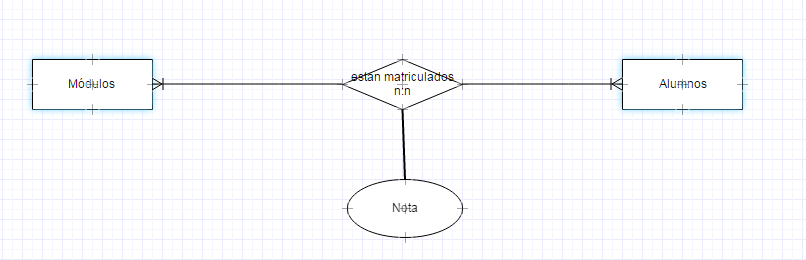 Módulos
están matriculados
n:n
Alumnos
Nota